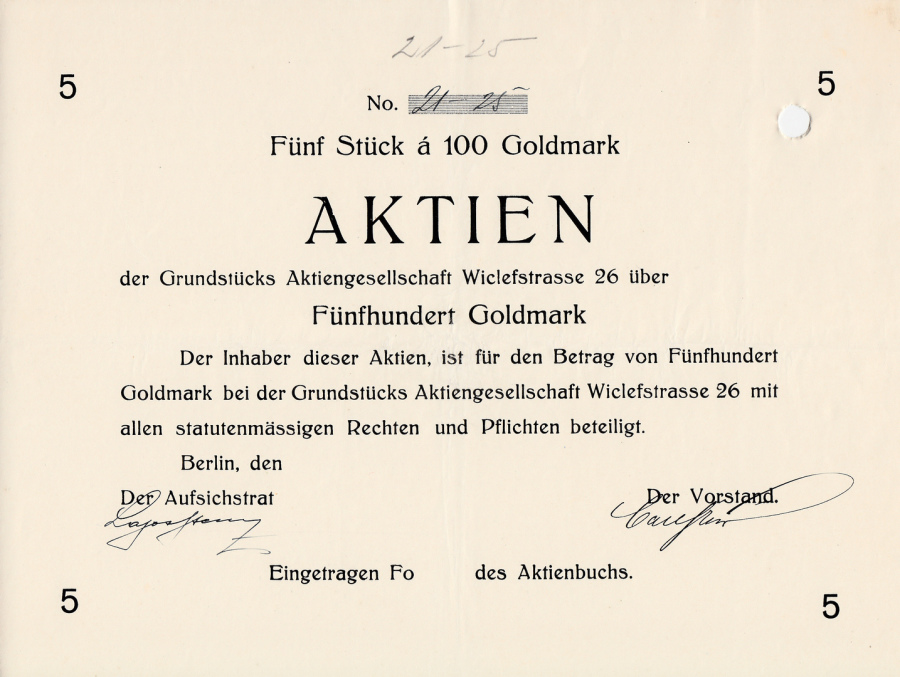 21-25
5
5
No. 21-25
Fünf Stück á 100 Goldmark
AKTIEN
der Grundstücks Aktiengesellschaft Wiclefstrasse 26 über
Fünfhundert Goldmark
Der Inhaber dieser Aktien, ist für den Betrag von Fünfhundert
Goldmark bei der Grundstücks Aktiengesellschaft Wiclefstrasse 26 mit
allen statutenmässigen Rechten und Pflichten beteiligt.
Berlin, den
Der Aufsichstrat
Der Vorstand.
Eingetragen Fo des Aktienbuchs.
5
5